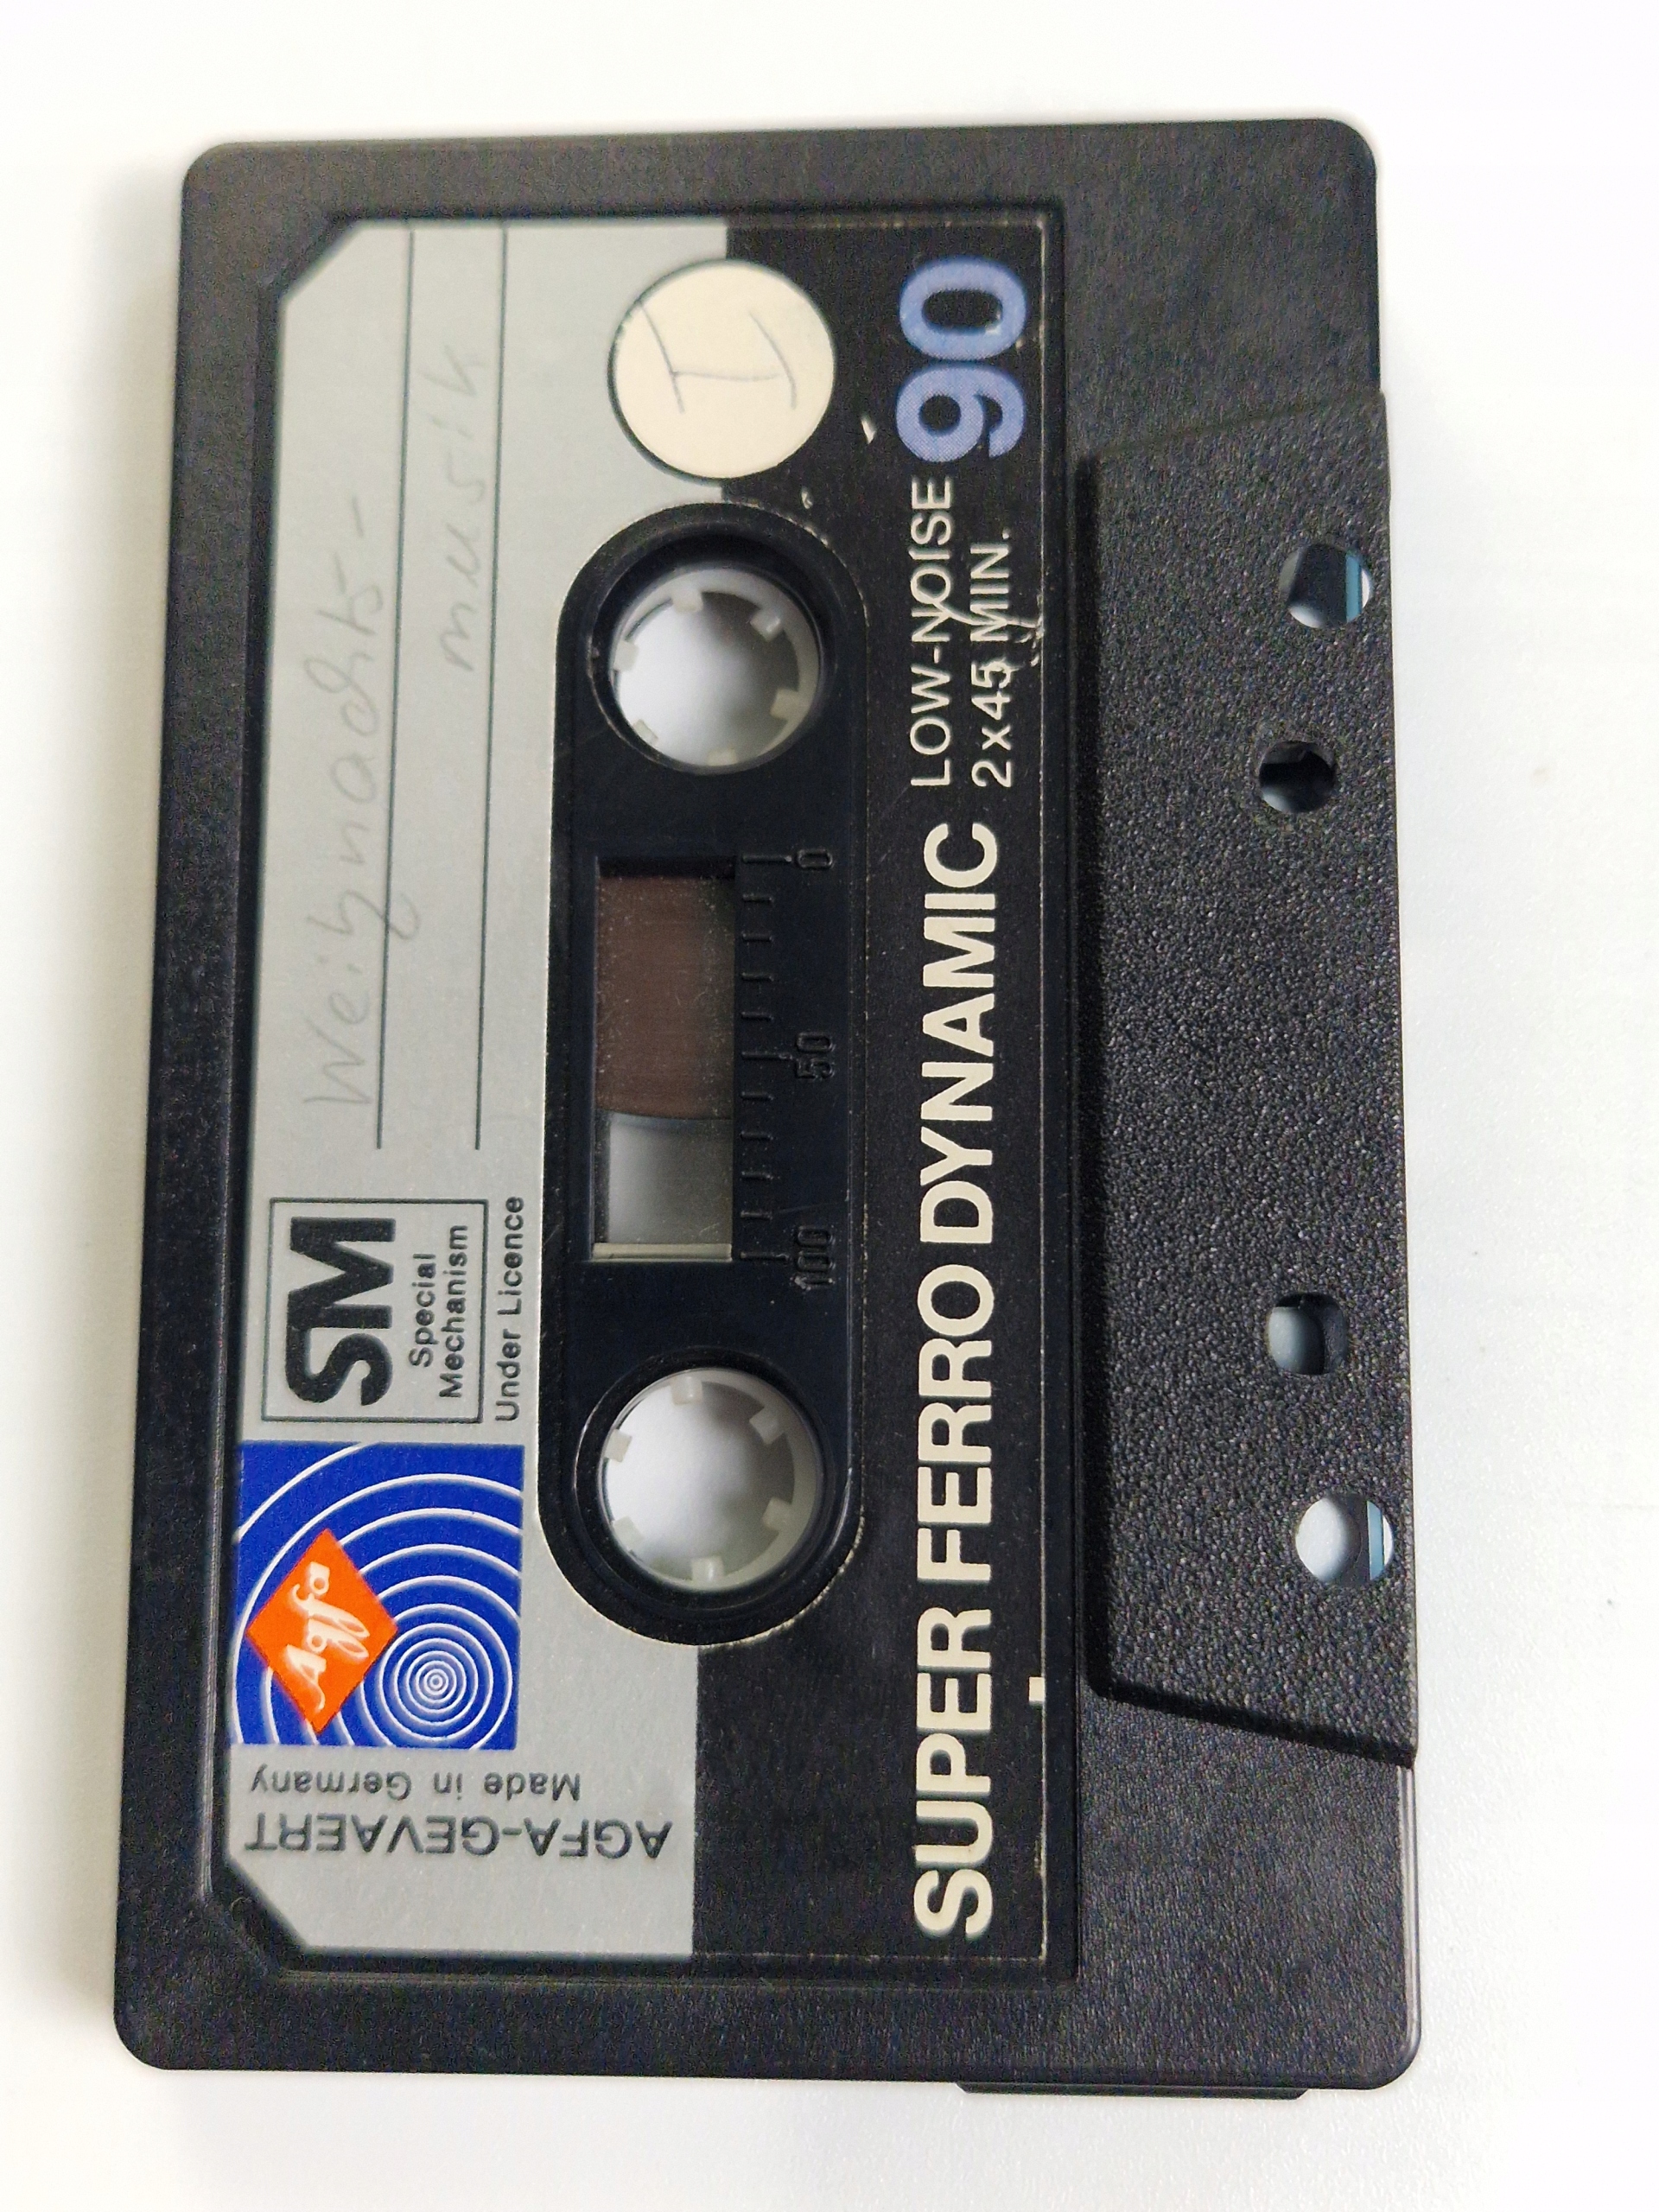 Agfa
SM
Special
Mechanism
Under Licence
Weihnachts-
musik
I
AGFA-GEVAERT
Made in Germany
100 50 0
SUPER FERRO DYNAMIC
LOW-NOISE
2x45 MIN.
90